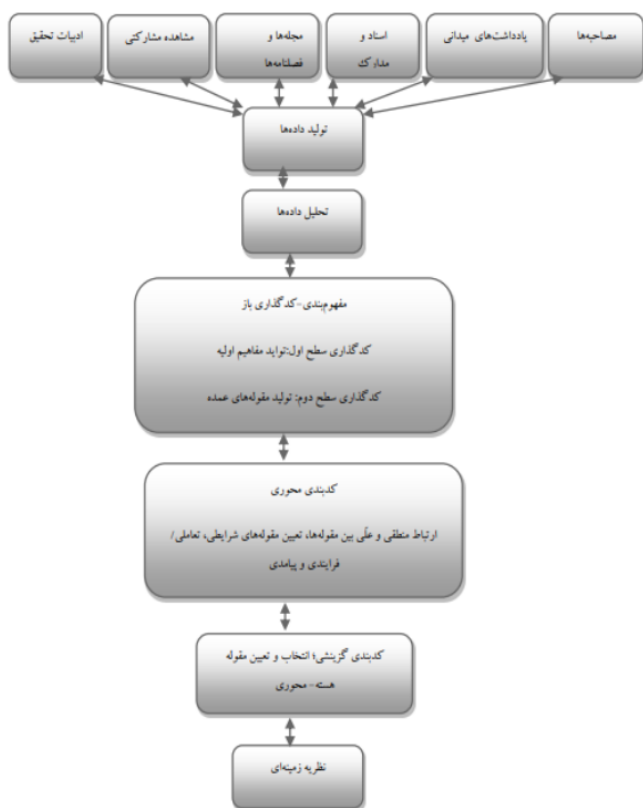 مصاحبه‌ها
یادداشت‌های میدانی
اسناد و
مدارک
مجله‌ها و
فصلنامه‌ها
مشاهده مشارکتی
ادبیات تحقیق
تولید داده‌ها
تحلیل داده‌ها
مفهوم‌بندی-کدگذاری باز
کدگذاری سطح اول:تواید مفاهیم اولیه
کدگذاری سطح دوم: تولید مقوله‌های عمده
کدبندی محوری
ارتباط منطقی و علّی بین مقوله‌ها، تعیین مقوله‌های شرایطی، تعاملی/
فرایندی و پیامدی
کدبندی گزینشی؛ انتخاب و تعیین مقوله
هسته- محوری
نظریه زمینه‌ای